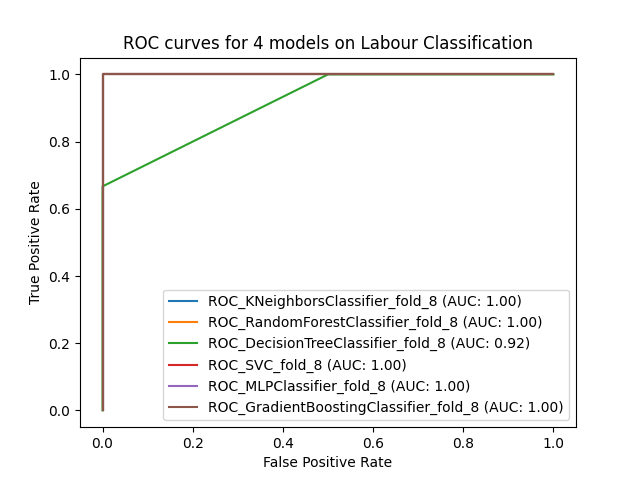 ROC curves for 4 models on Labour Classification
True Positive Rate
1.0
0.8
0.6
0.4
0.2
0.0
ROC_KNeighborsClassifier_fold_8 (AUC: 1.00)
ROC_RandomForestClassifier_fold_8 (AUC: 1.00)
ROC_DecisionTreeClassifier_fold_8 (AUC: 0.92)
ROC_SVC_fold_8 (AUC: 1.00)
ROC_MLPClassifier_fold_8 (AUC: 1.00)
ROC_GradientBoostingClassifier_fold_8 (AUC: 1.00)
0.0 0.2 0.4 0.6 0.8 1.0
False Positive Rate